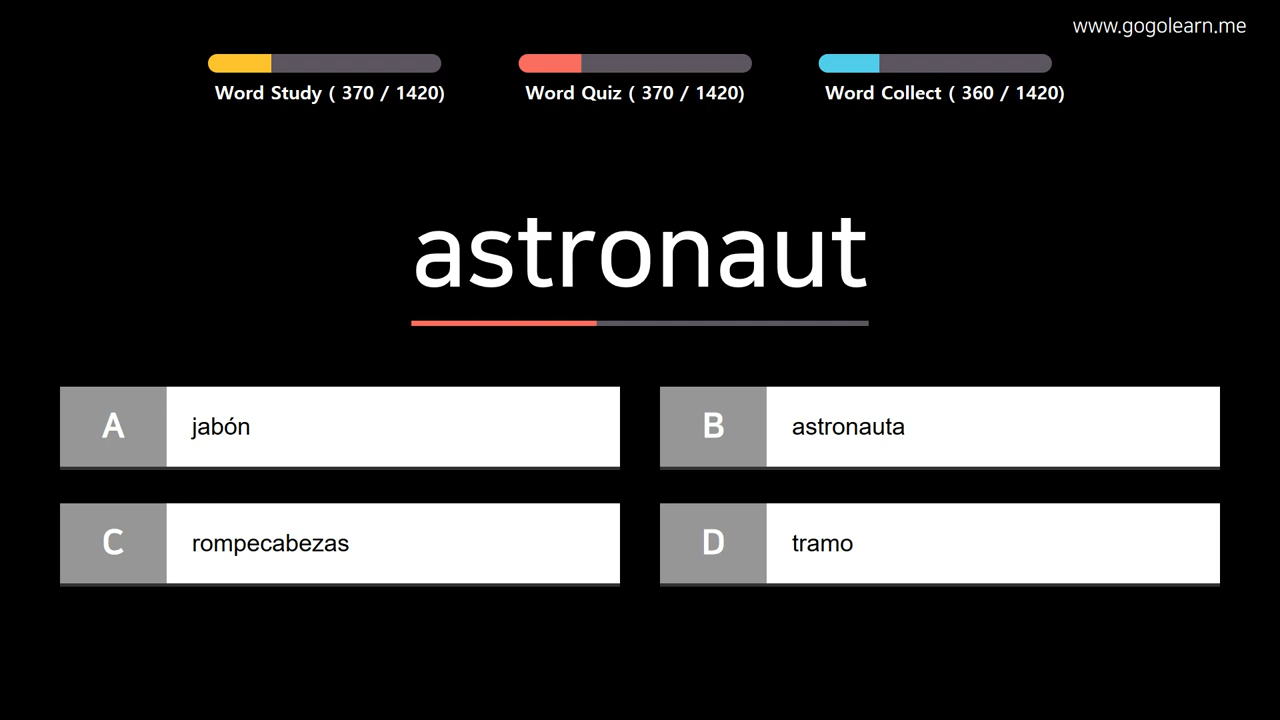 www.gogolearn.me
Word Study ( 370 / 1420)
Word Quiz ( 370 / 1420)
Word Collect ( 360 / 1420)
astronaut
A jabón
B astronauta
C rompecabezas
D tramo